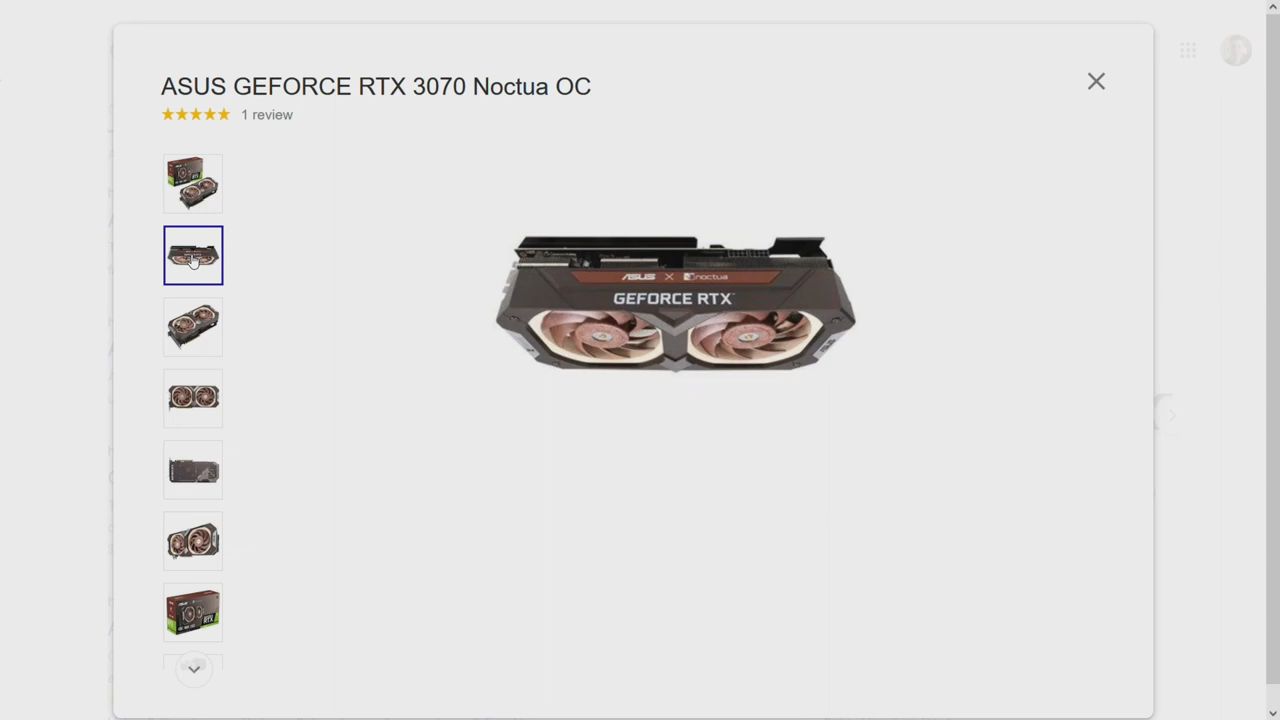 ASUS GEFORCE RTX 3070 Noctua OC
1 review
ASUS X noctua
GEFORCE RTX